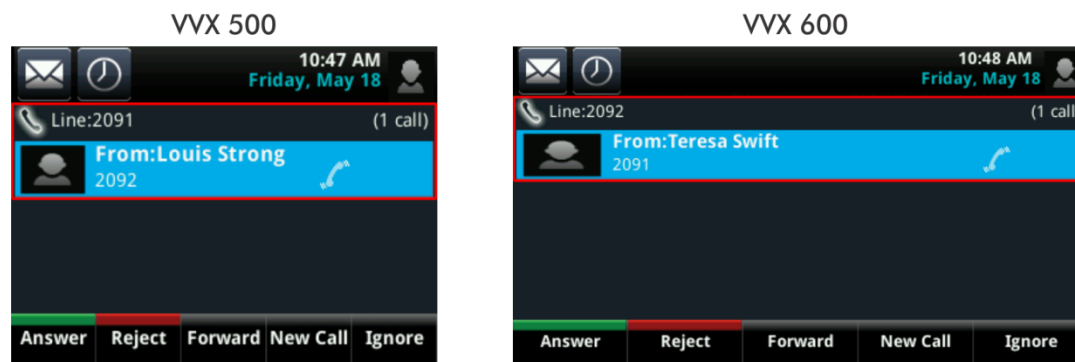 VVX 500
10:47 AM
Friday, May 18
Line:2091 (1 call)
From:Louis Strong
2092
Answer Reject Forward New Call Ignore
VVX 600
10:48 AM
Friday, May 18
Line:2092 (1 call
From:Teresa Swift
2091
Answer Reject Forward New Call Ignore